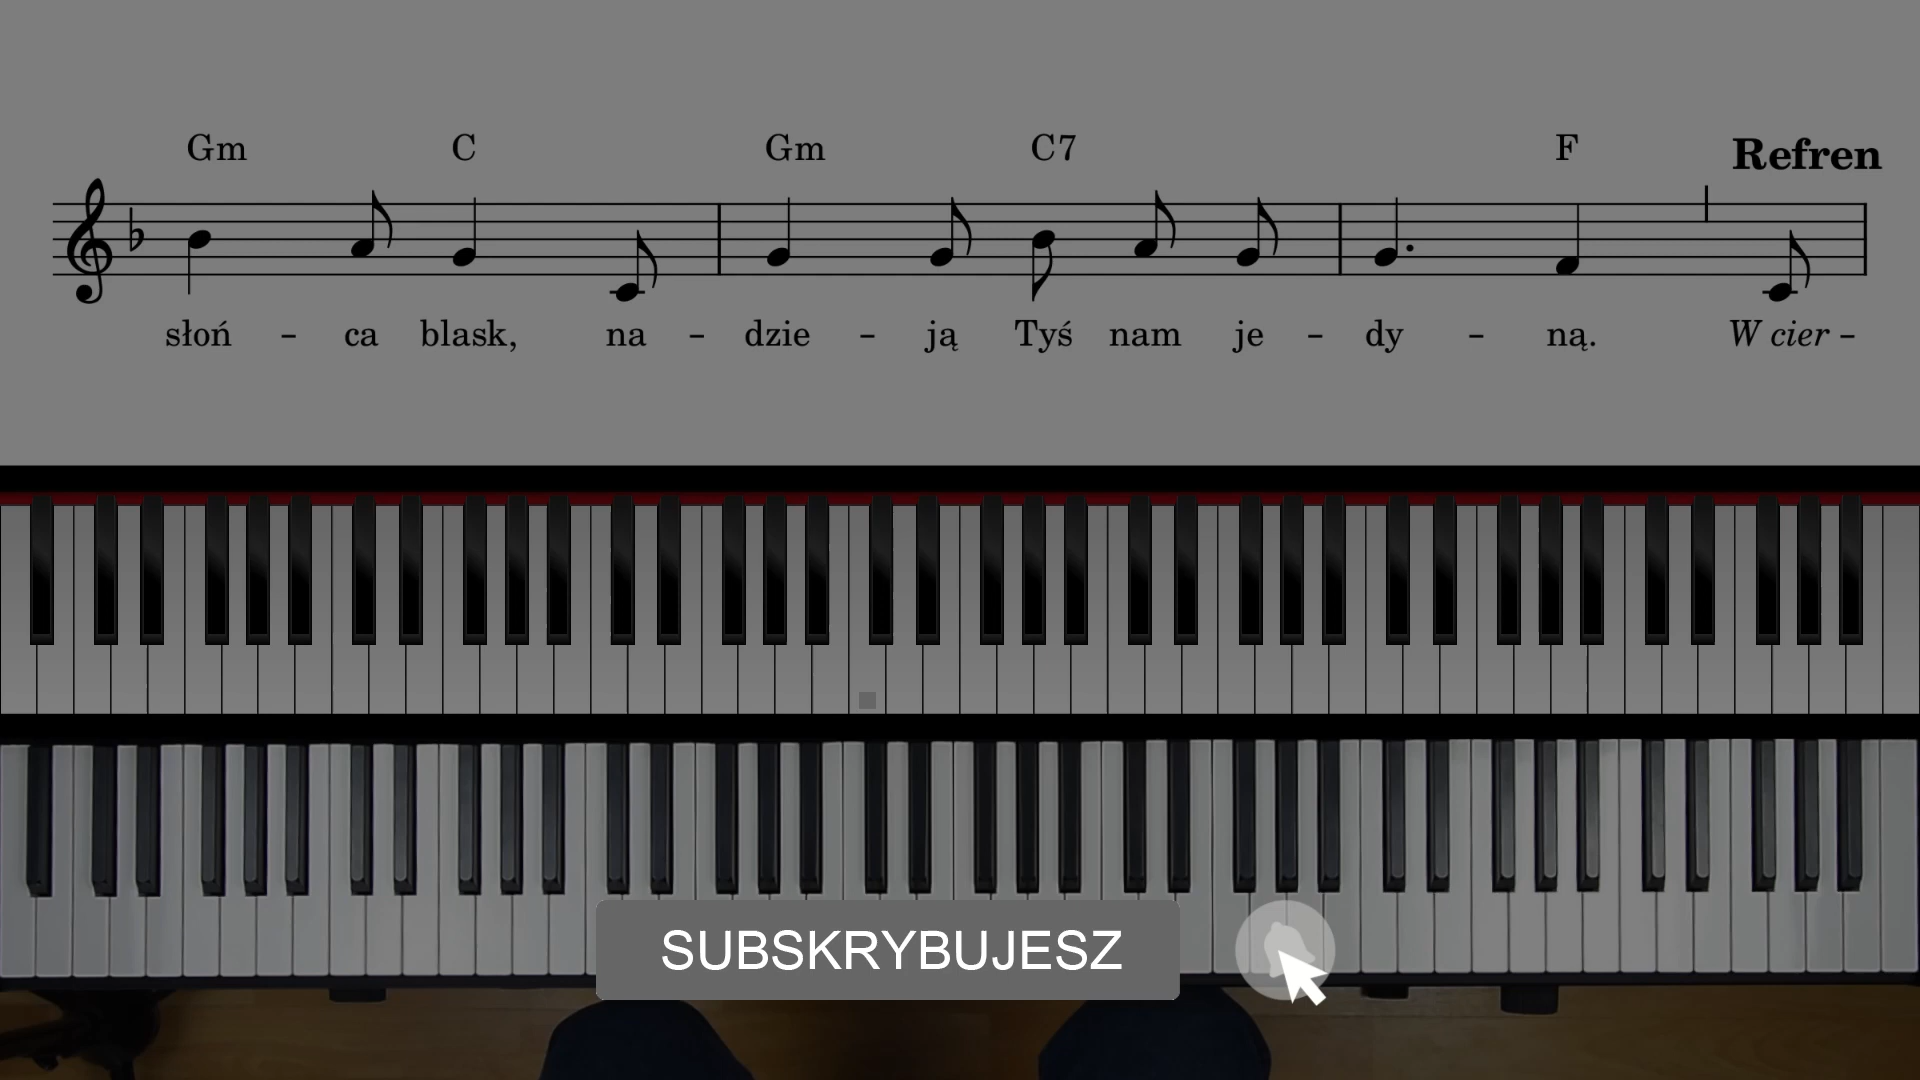 Gm C Gm C7 F Refren
słoń – ca blask, na – dzie – ją Tyś nam je – dy – ną. W cier –
SUBSKRYBUJESZ